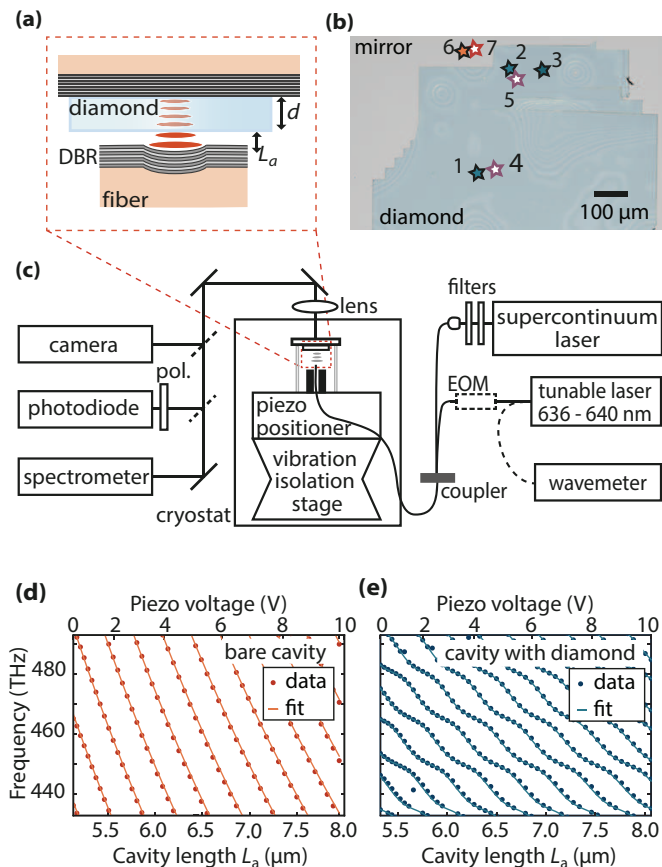 (a)
diamond
d
L_a
DBR
fiber
(b)
mirror
6
7
2
3
5
1
4
diamond
100 μm
(c)
lens
filters
supercontinuum
laser
camera
pol.
photodiode
spectrometer
cryostat
piezo
positioner
vibration
isolation
stage
EOM
tunable laser
636 - 640 nm
coupler
wavemeter
(d)
Piezo voltage (V)
0 2 4 6 8 10
bare cavity
data
fit
Frequency (THz)
480
460
440
5.5 6.0 6.5 7.0 7.5 8.0
Cavity length L_a (μm)
(e)
Piezo voltage (V)
0 2 4 6 8 10
cavity with diamond
data
fit
5.5 6.0 6.5 7.0 7.5 8.0
Cavity length L_a (μm)